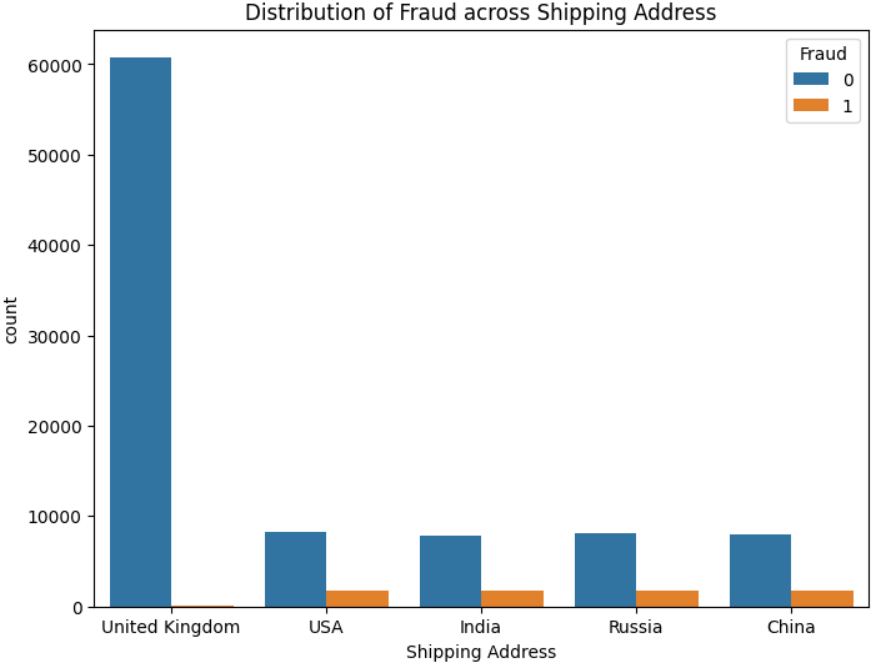 Distribution of Fraud across Shipping Address
Fraud
0
1
60000
50000
40000
30000
20000
10000
0
count
United Kingdom USA India Russia China
Shipping Address